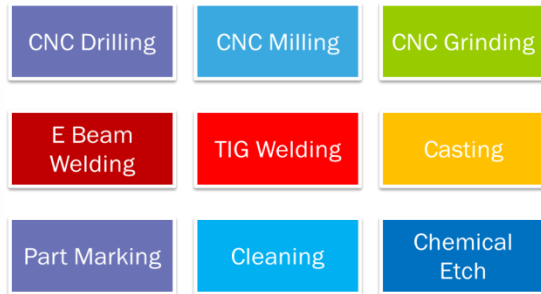 CNC Drilling
CNC Milling
CNC Grinding
E Beam
Welding
TIG Welding
Casting
Part Marking
Cleaning
Chemical
Etch